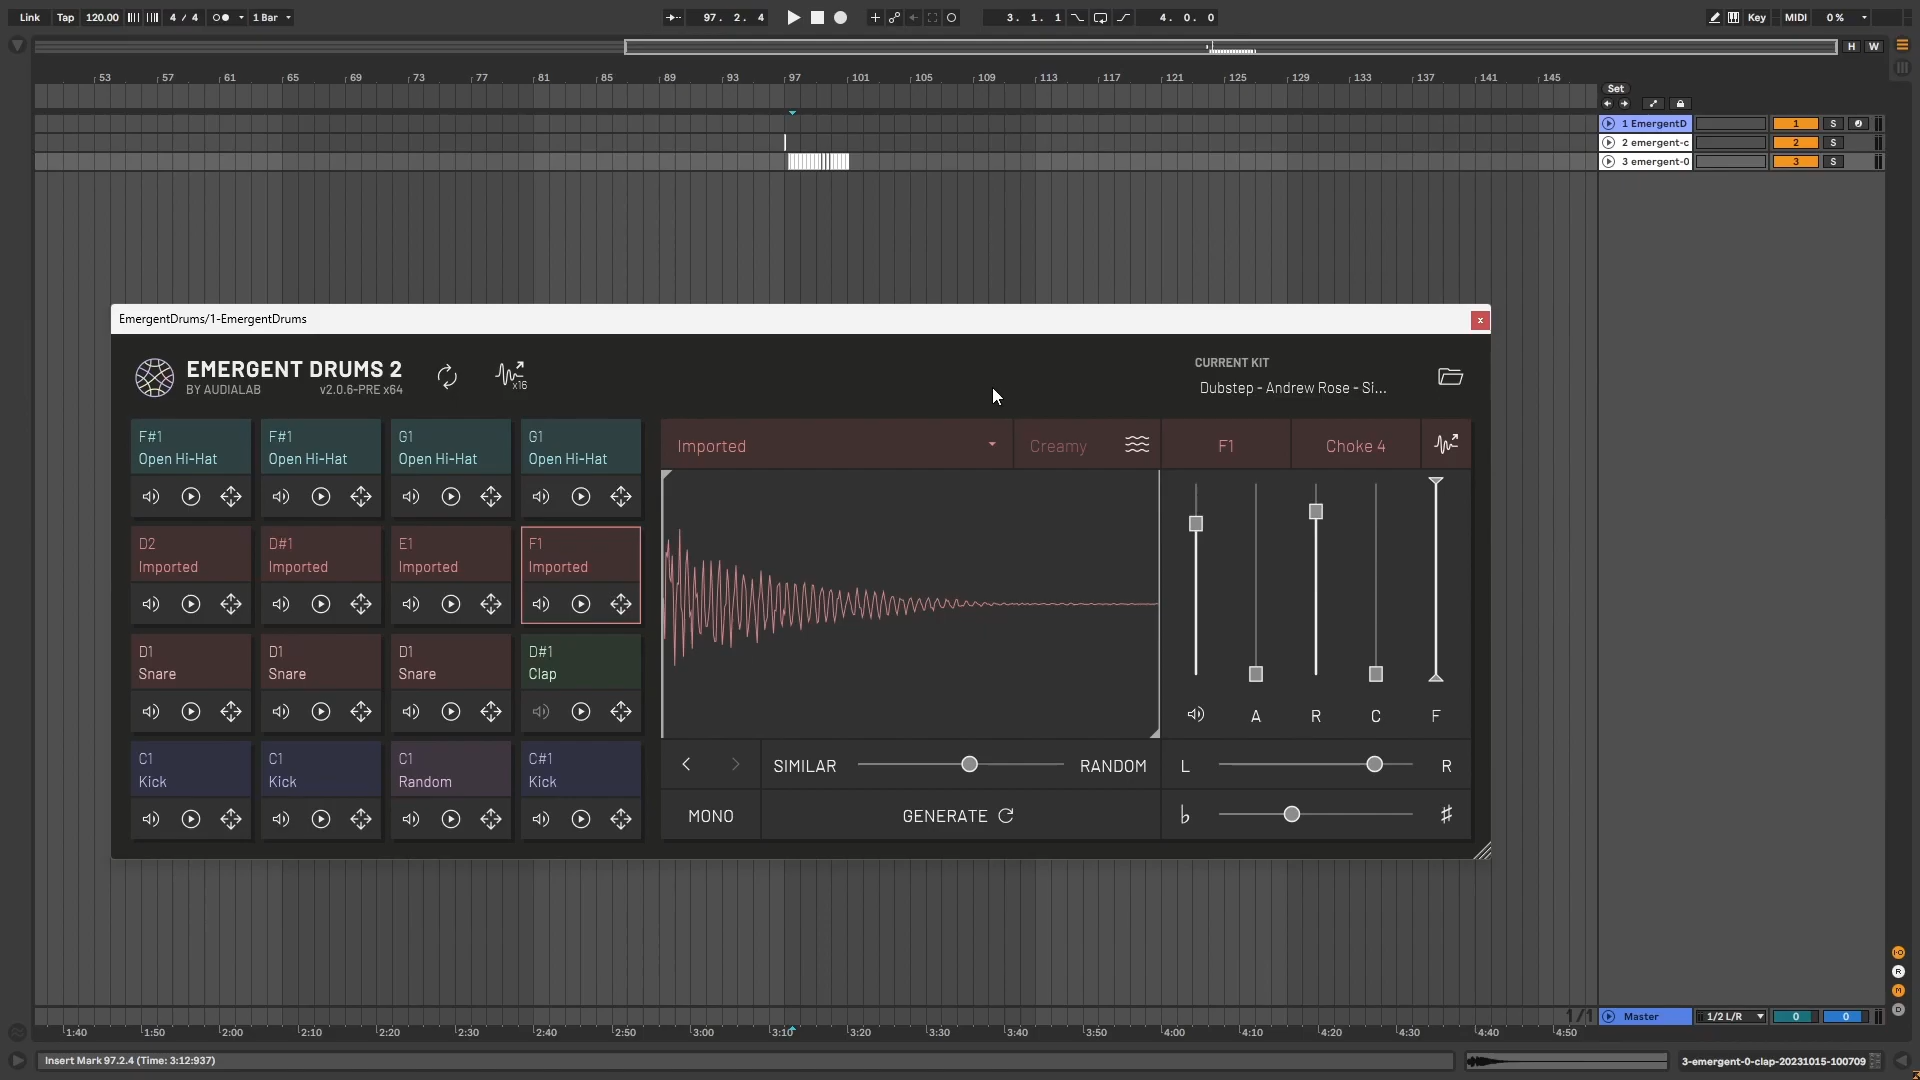 Link Tap 120.00 4 / 4 1 Bar 97. 2. 4 3. 1. 1 4. 0. 0 Key MIDI 0 %
H W
53 57 61 65 69 73 77 81 85 89 93 97 101 105 109 113 117 121 125 129 133 137 141 145
Set
1 EmergentD 1 S
2 emergent-c 2 S
3 emergent-0 3 S
EmergentDrums/1-EmergentDrums x
EMERGENT DRUMS 2
BY AUDIALAB v2.0.6-PRE x64
x16
CURRENT KIT
Dubstep - Andrew Rose - Si...
F#1 F#1 G1 G1
Open Hi-Hat Open Hi-Hat Open Hi-Hat Open Hi-Hat
Imported Creamy F1 Choke 4
D2 D#1 E1 F1
Imported Imported Imported Imported
D1 D1 D1 D#1
Snare Snare Snare Clap
A R C F
C1 C1 C1 C#1
Kick Kick Random Kick
SIMILAR RANDOM L R
MONO GENERATE ♭ ♯
1/1 Master 1/2 L/R 0 0
I·O
R
M
D
1:40 1:50 2:00 2:10 2:20 2:30 2:40 2:50 3:00 3:10 3:20 3:30 3:40 3:50 4:00 4:10 4:20 4:30 4:40 4:50
Insert Mark 97.2.4 (Time: 3:12:937) 3-emergent-0-clap-20231015-100709